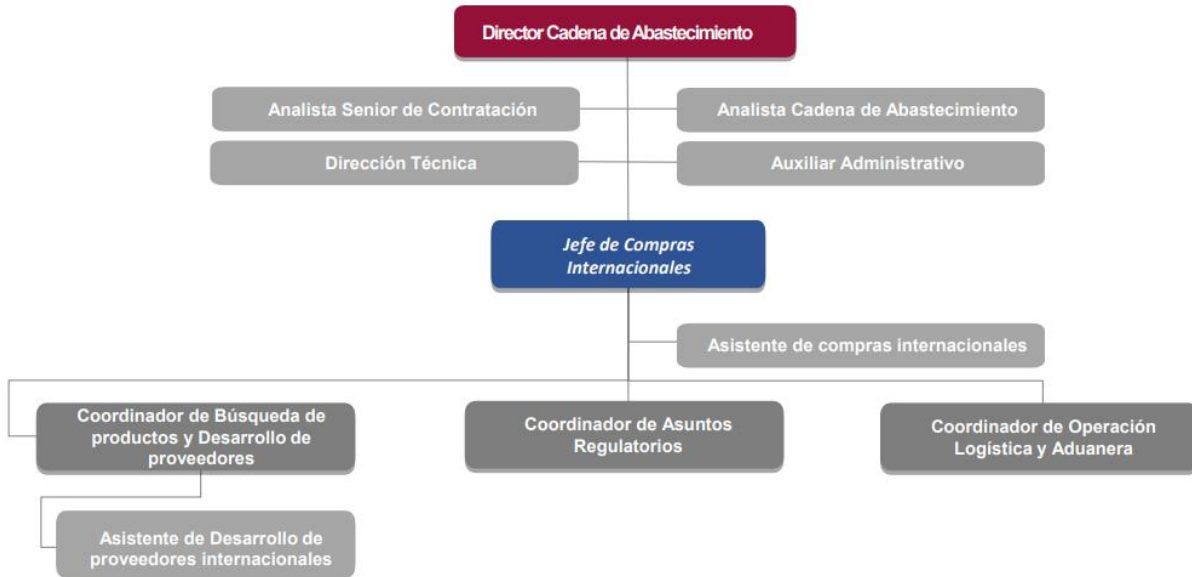 Director Cadena de Abastecimiento
Analista Senior de Contratación
Analista Cadena de Abastecimiento
Dirección Técnica
Auxiliar Administrativo
Jefe de Compras
Internacionales
Asistente de compras internacionales
Coordinador de Búsqueda de
productos y Desarrollo de
proveedores
Coordinador de Asuntos
Regulatorios
Coordinador de Operación
Logística y Aduanera
Asistente de Desarrollo de
proveedores internacionales